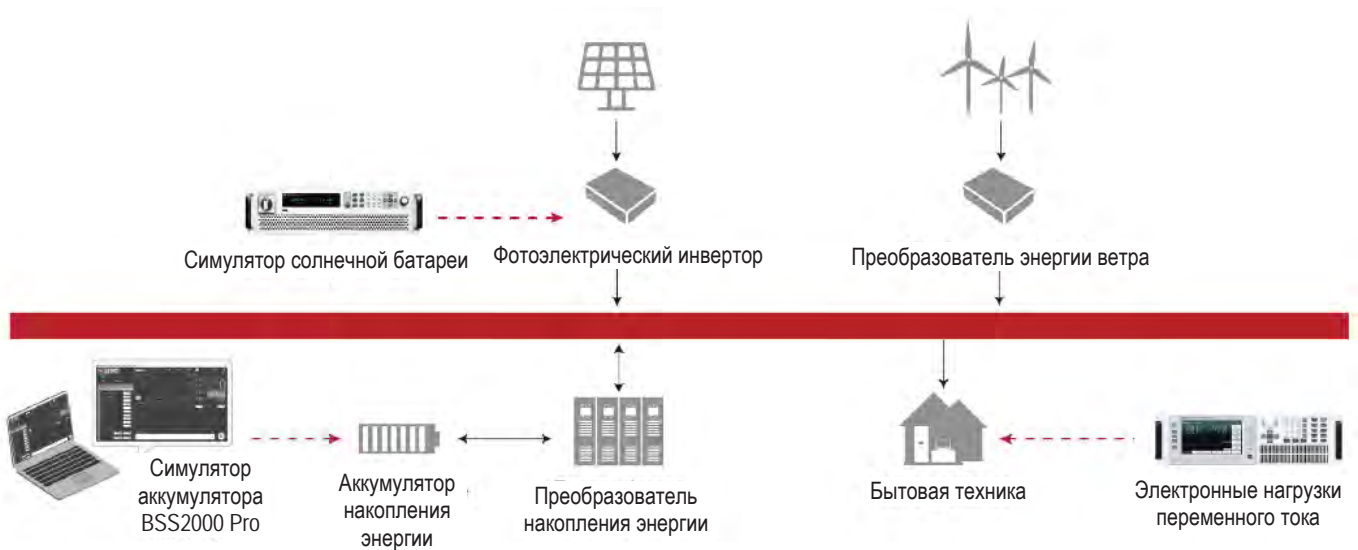 Симулятор солнечной батареи
Фотоэлектрический инвертор
Преобразователь энергии ветра
Симулятор
аккумулятора
BSS2000 Pro
Аккумулятор
накопления
энергии
Преобразователь
накопления энергии
Бытовая техника
Электронные нагрузки
переменного тока